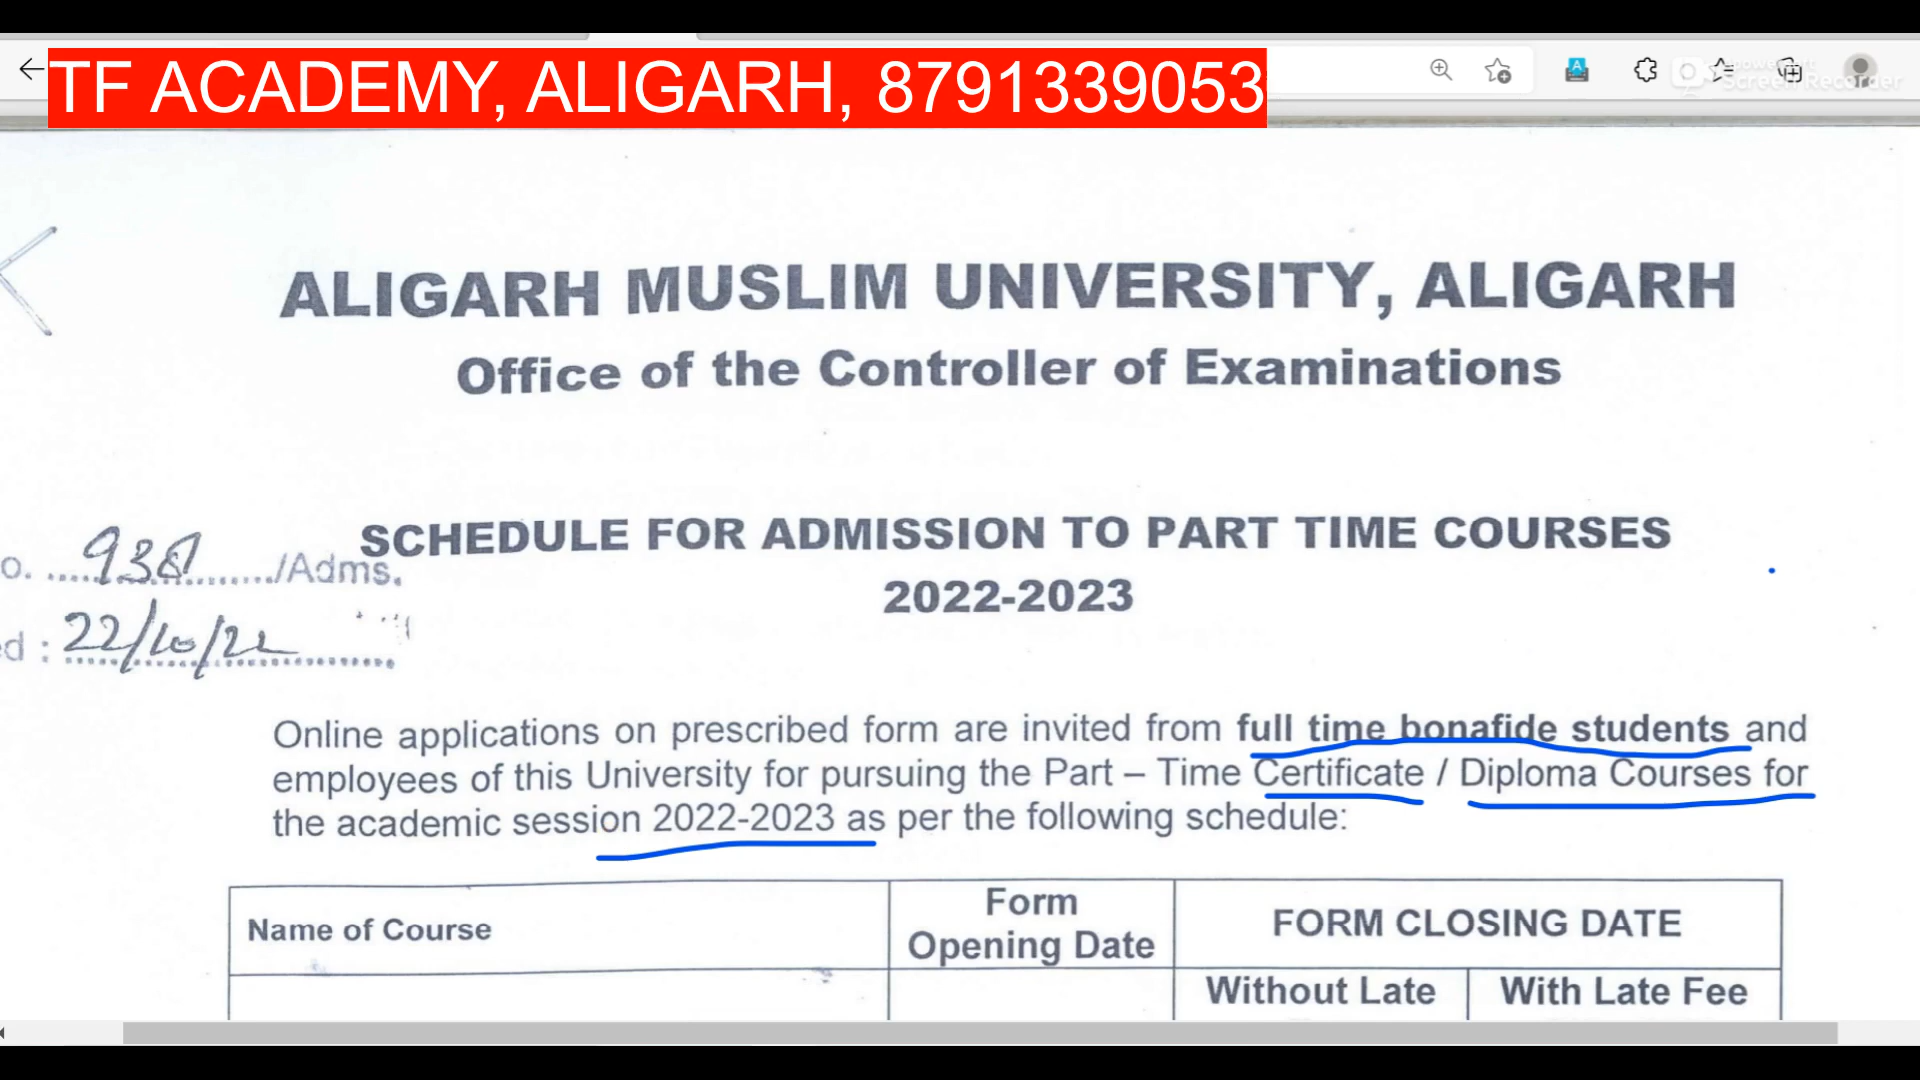 TF ACADEMY, ALIGARH, 8791339053
ALIGARH MUSLIM UNIVERSITY, ALIGARH
Office of the Controller of Examinations
SCHEDULE FOR ADMISSION TO PART TIME COURSES
2022-2023
o. ......................./Adms.
d : 22/10/22
Online applications on prescribed form are invited from full time bonafide students and
employees of this University for pursuing the Part – Time Certificate / Diploma Courses for
the academic session 2022-2023 as per the following schedule:
Name of Course
Form
Opening Date
FORM CLOSING DATE
Without Late
With Late Fee